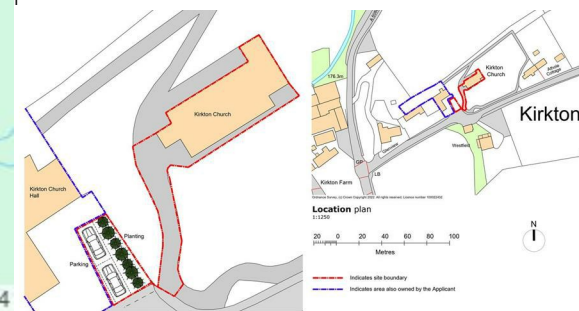 Kirkton Church
Kirkton Church
Hall
Planting
Parking
4
178.3m
Kirkton
Church
Kirkton
Westfield
GP
LB
Kirkton Farm
Location plan
1:1250
20 0 20 40 60 80 100
Metres
N
Indicates site boundary
Indicates area also owned by the Applicant